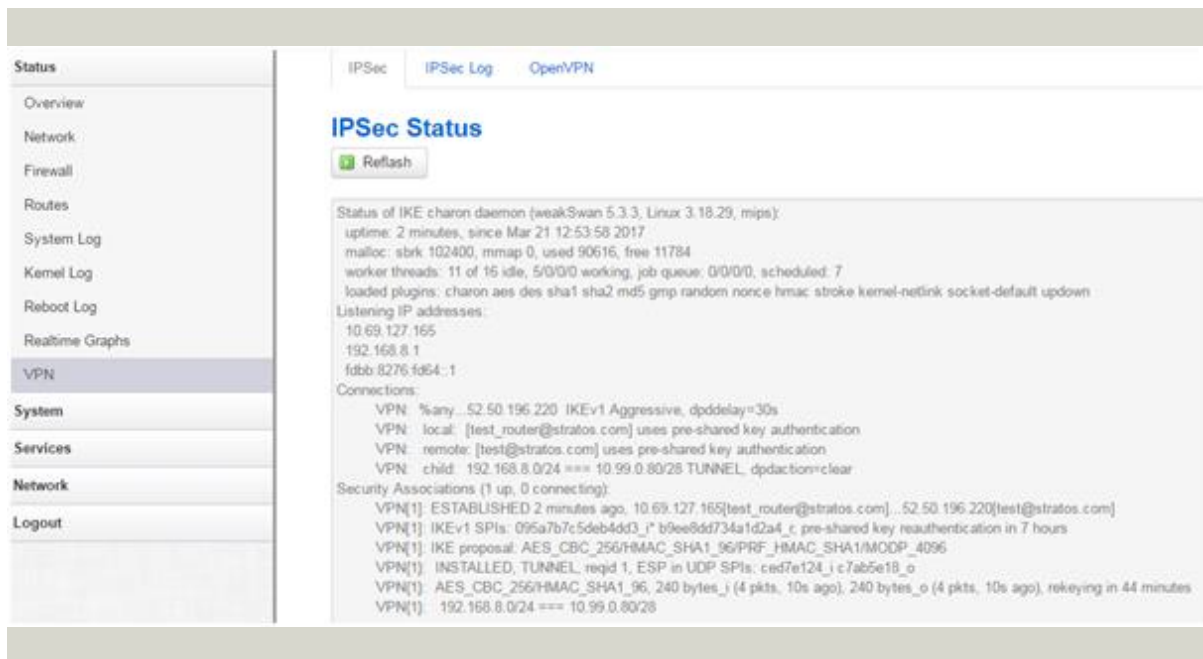 Status
Overview
Network
Firewall
Routes
System Log
Kernel Log
Reboot Log
Realtime Graphs
VPN
System
Services
Network
Logout
IPSec IPSec Log OpenVPN
IPSec Status
Reflash
Status of IKE charon daemon (weakSwan 5.3.3, Linux 3.18.29, mips):
uptime: 2 minutes, since Mar 21 12:53:58 2017
malloc: sbrk 102400, mmap 0, used 90616, free 11784
worker threads: 11 of 16 idle, 5/0/0/0 working, job queue: 0/0/0/0, scheduled: 7
loaded plugins: charon aes des sha1 sha2 md5 gmp random nonce hmac stroke kernel-netlink socket-default updown
Listening IP addresses:
10.69.127.165
192.168.8.1
fdbb:8276:fd64::1
Connections:
VPN: %any...52.50.196.220 IKEv1 Aggressive, dpddelay=30s
VPN: local: [test_router@stratos.com] uses pre-shared key authentication
VPN: remote: [test@stratos.com] uses pre-shared key authentication
VPN: child: 192.168.8.0/24 === 10.99.0.80/28 TUNNEL, dpdaction=clear
Security Associations (1 up, 0 connecting):
VPN[1]: ESTABLISHED 2 minutes ago, 10.69.127.165[test_router@stratos.com]...52.50.196.220[test@stratos.com]
VPN[1]: IKEv1 SPIs: 095a7b7c5deb4dd3_i* b9ee8dd734a1d2a4_r, pre-shared key reauthentication in 7 hours
VPN[1]: IKE proposal: AES_CBC_256/HMAC_SHA1_96/PRF_HMAC_SHA1/MODP_4096
VPN{1}: INSTALLED, TUNNEL, reqid 1, ESP in UDP SPIs: ced7e124_i c7ab5e18_o
VPN{1}: AES_CBC_256/HMAC_SHA1_96, 240 bytes_i (4 pkts, 10s ago), 240 bytes_o (4 pkts, 10s ago), rekeying in 44 minutes
VPN{1}: 192.168.8.0/24 === 10.99.0.80/28